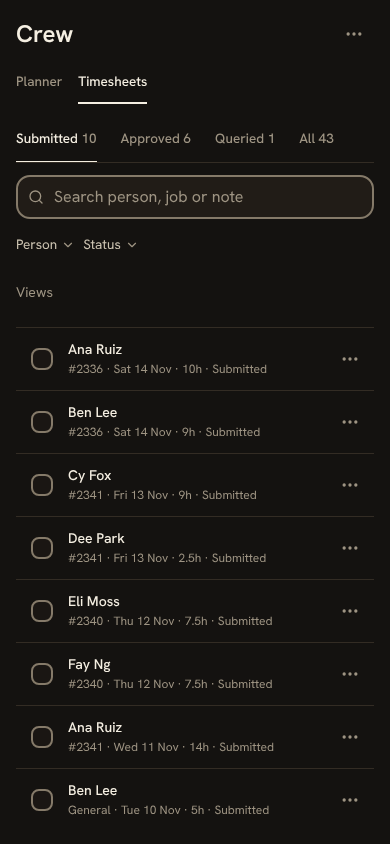 Crew
Planner Timesheets
Submitted 10 Approved 6 Queried 1 All 43
Search person, job or note
Person Status
Views
Ana Ruiz
#2336 · Sat 14 Nov · 10h · Submitted
Ben Lee
#2336 · Sat 14 Nov · 9h · Submitted
Cy Fox
#2341 · Fri 13 Nov · 9h · Submitted
Dee Park
#2341 · Fri 13 Nov · 2.5h · Submitted
Eli Moss
#2340 · Thu 12 Nov · 7.5h · Submitted
Fay Ng
#2340 · Thu 12 Nov · 7.5h · Submitted
Ana Ruiz
#2341 · Wed 11 Nov · 14h · Submitted
Ben Lee
General · Tue 10 Nov · 5h · Submitted